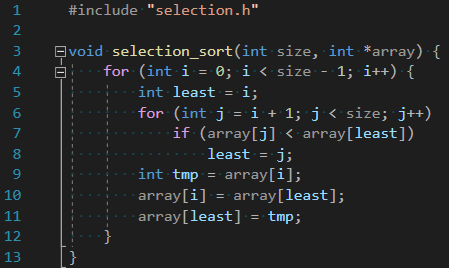 1 #include "selection.h"
2
3 void selection_sort(int size, int *array) {
4     for (int i = 0; i < size - 1; i++) {
5         int least = i;
6         for (int j = i + 1; j < size; j++)
7             if (array[j] < array[least])
8                 least = j;
9         int tmp = array[i];
10         array[i] = array[least];
11         array[least] = tmp;
12     }
13 }